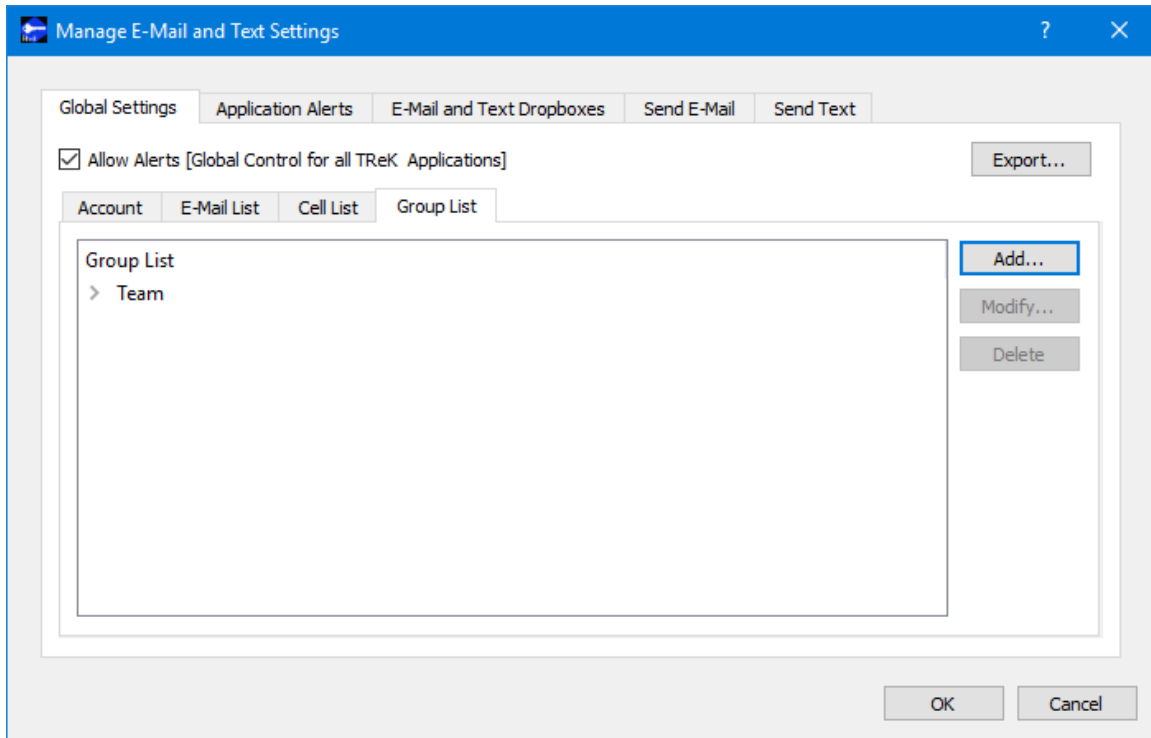 Manage E-Mail and Text Settings ?
Global Settings Application Alerts E-Mail and Text Dropboxes Send E-Mail Send Text
Allow Alerts [Global Control for all TReK Applications] Export...
Account E-Mail List Cell List Group List
Group List Add...
Team Modify...
Delete
OK Cancel